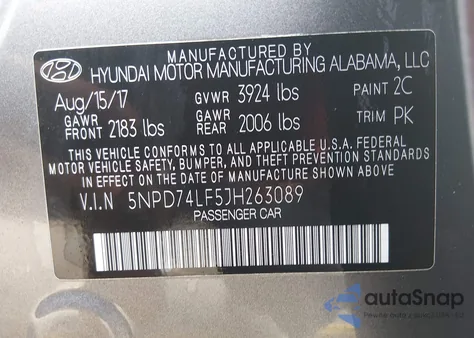 MANUFACTURED BY
HYUNDAI MOTOR MANUFACTURING ALABAMA, LLC
Aug/15/17 GVWR 3924 lbs PAINT 2C
GAWR FRONT 2183 lbs GAWR REAR 2006 lbs TRIM PK
THIS VEHICLE CONFORMS TO ALL APPLICABLE U.S.A. FEDERAL
MOTOR VEHICLE SAFETY, BUMPER, AND THEFT PREVENTION
STANDARDS IN EFFECT ON THE DATE OF MANUFACTURE SHOWN ABOVE
V.I.N 5NPD74LF5JH263089
PASSENGER CAR
autoSnap